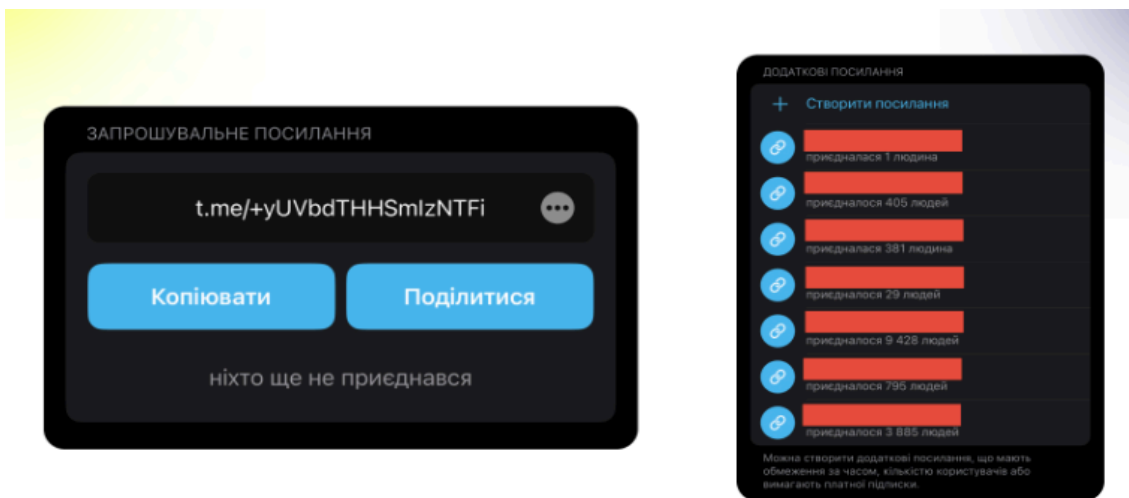 ЗАПРОШУВАЛЬНЕ ПОСИЛАННЯ
t.me/+yUVbdTHHSmIzNTFi
Копіювати
Поділитися
ніхто ще не приєднався
ДОДАТКОВІ ПОСИЛАННЯ
+ Створити посилання
приєдналася 1 людина
приєдналося 405 людей
приєдналася 381 людина
приєдналося 29 людей
приєдналося 9 428 людей
приєдналося 795 людей
приєдналося 3 885 людей
Можна створити додаткові посилання, що мають
обмеження за часом, кількістю користувачів або
вимагають платної підписки.